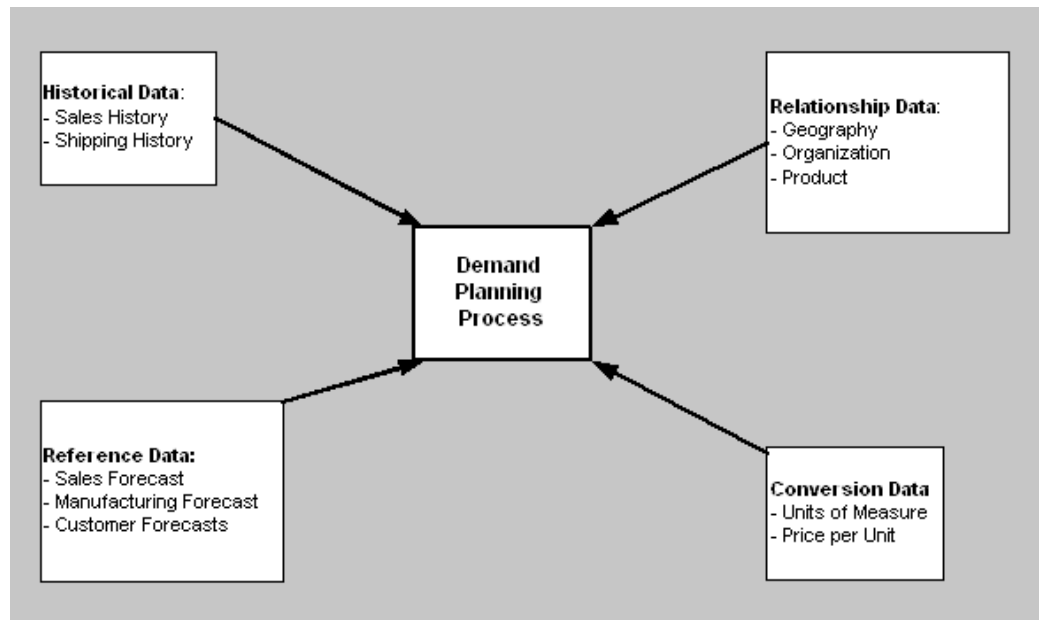 Historical Data:
- Sales History
- Shipping History
Relationship Data:
- Geography
- Organization
- Product
Demand
Planning
Process
Reference Data:
- Sales Forecast
- Manufacturing Forecast
- Customer Forecasts
Conversion Data
- Units of Measure
- Price per Unit